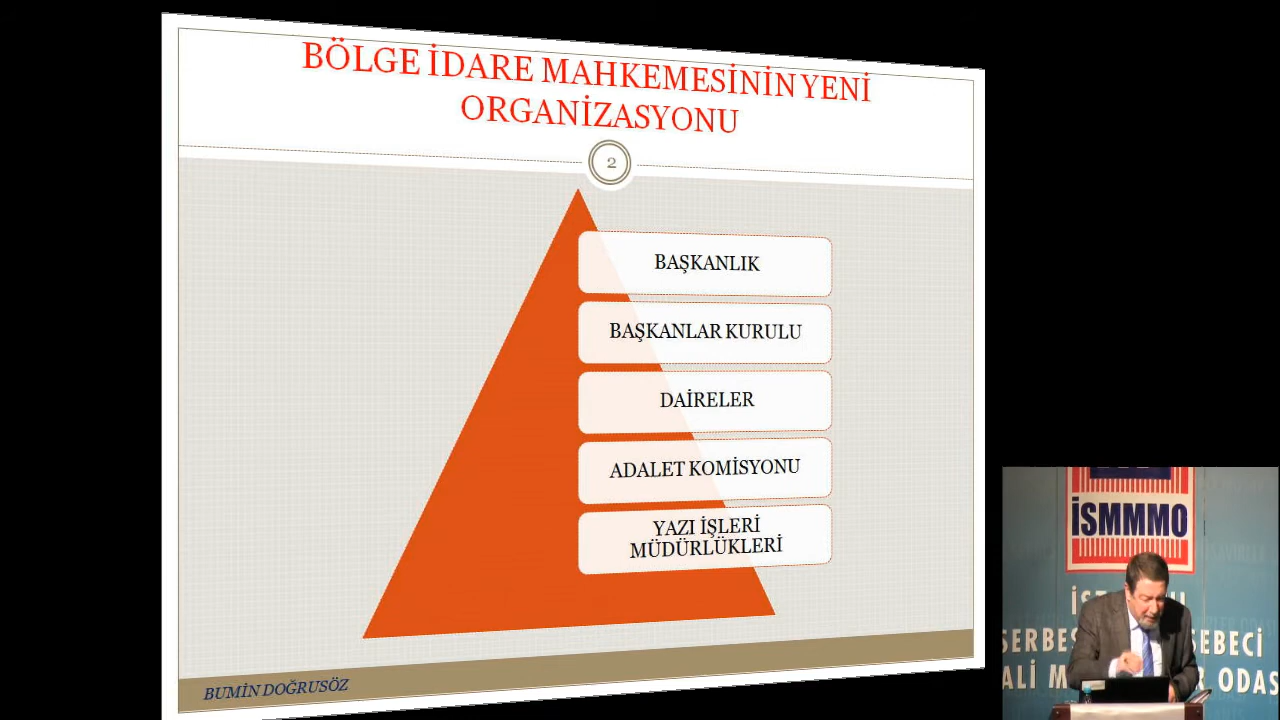 BÖLGE İDARE MAHKEMESİNİN YENİ
ORGANİZASYONU
2
BAŞKANLIK
BAŞKANLAR KURULU
DAİRELER
ADALET KOMİSYONU
YAZI İŞLERİ
MÜDÜRLÜKLERİ
BUMİN DOĞRUSÖZ
İSMMMO